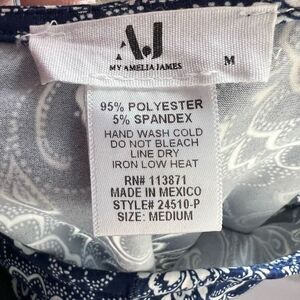 AJ
MY AMELIA JAMES
M
95% POLYESTER
5% SPANDEX
HAND WASH COLD
DO NOT BLEACH
LINE DRY
IRON LOW HEAT
RN# 113871
MADE IN MEXICO
STYLE# 24510-P
SIZE: MEDIUM